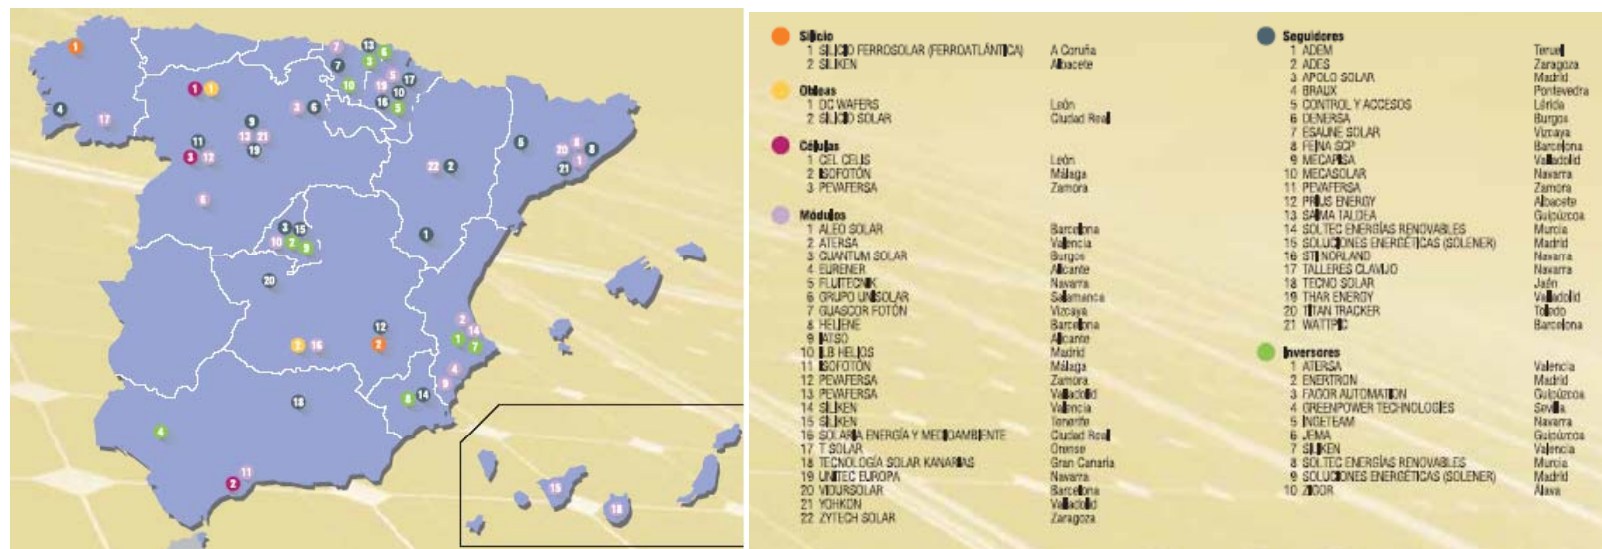 Silicio
1 SILICIO FERROSOLAR (FERROATLÁNTICA) A Coruña
2 SILIKEN Albacete
Obleas
1 DC WAFERS León
2 SILICIO SOLAR Ciudad Real
Células
1 CEL CELIS León
2 ISOFOTÓN Málaga
3 PEVAFERSA Zamora
Módulos
1 ALEO SOLAR Barcelona
2 ATERSA Valencia
3 CUANTUM SOLAR Burgos
4 EURENER Alicante
5 FLUITECNIK Navarra
6 GRUPO UNISOLAR Salamanca
7 GUASCOR FOTÓN Vizcaya
8 HELIENE Barcelona
9 IATSO Alicante
10 ILB HELIOS Madrid
11 ISOFOTÓN Málaga
12 PEVAFERSA Zamora
13 PEVAFERSA Valladolid
14 SILIKEN Valencia
15 SILIKEN Tenerife
16 SOLARIA ENERGÍA Y MEDIOAMBIENTE Ciudad Real
17 T SOLAR Orense
18 TECNOLOGÍA SOLAR KANARIAS Gran Canaria
19 UNITEC EUROPA Navarra
20 VIDURSOLAR Barcelona
21 YOHKON Valladolid
22 ZYTECH SOLAR Zaragoza
Seguidores
1 ADEM Teruel
2 ADES Zaragoza
3 APOLO SOLAR Madrid
4 BRAUX Pontevedra
5 CONTROL Y ACCESOS Lérida
6 DENERSA Burgos
7 ESAUNE SOLAR Vizcaya
8 FEINA SCP Barcelona
9 MECAPISA Valladolid
10 MECASOLAR Navarra
11 PEVAFERSA Zamora
12 PRIUS ENERGY Albacete
13 SAIMA TALDEA Guipúzcoa
14 SOLTEC ENERGÍAS RENOVABLES Murcia
15 SOLUCIONES ENERGÉTICAS (SOLENER) Madrid
16 STI NORLAND Navarra
17 TALLERES CLAVIJO Navarra
18 TECNO SOLAR Jaén
19 THAR ENERGY Valladolid
20 TITAN TRACKER Toledo
21 WATTPIC Barcelona
Inversores
1 ATERSA Valencia
2 ENERTRON Madrid
3 FAGOR AUTOMATION Guipúzcoa
4 GREENPOWER TECHNOLOGIES Sevilla
5 INGETEAM Navarra
6 JEMA Guipúzcoa
7 SILIKEN Valencia
8 SOLTEC ENERGÍAS RENOVABLES Murcia
9 SOLUCIONES ENERGÉTICAS (SOLENER) Madrid
10 ZIGOR Álava